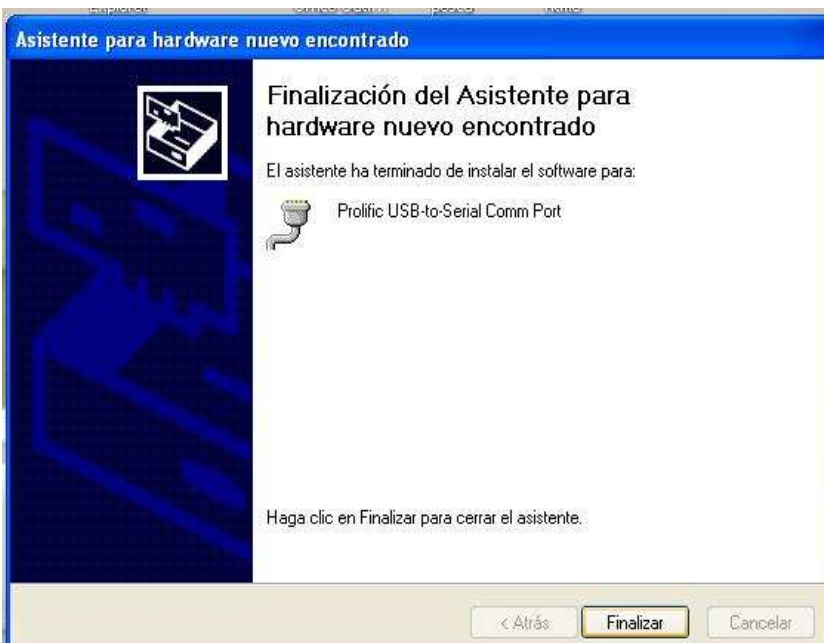 Asistente para hardware nuevo encontrado
Finalización del Asistente para
hardware nuevo encontrado
El asistente ha terminado de instalar el software para:
Prolific USB-to-Serial Comm Port
Haga clic en Finalizar para cerrar el asistente.
< Atrás
Finalizar
Cancelar